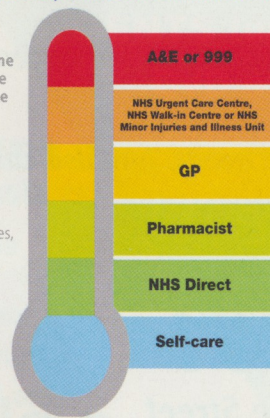 A&E or 999
NHS Urgent Care Centre,
NHS Walk-in Centre or NHS
Minor Injuries and Illness Unit
GP
Pharmacist
NHS Direct
Self-care